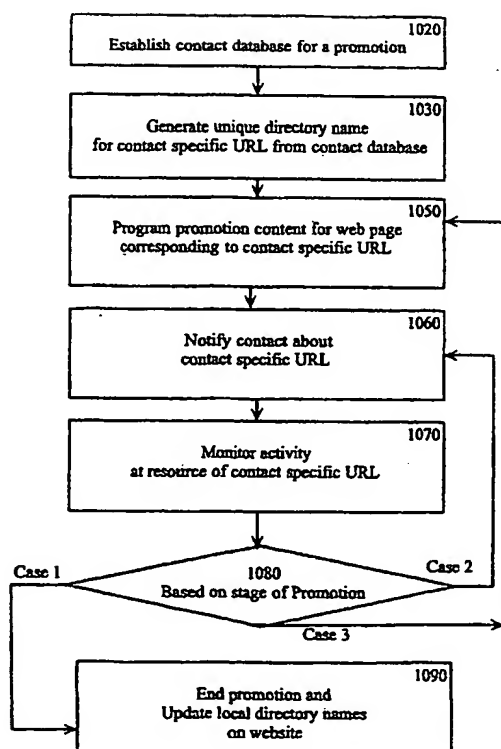 1020
Establish contact database for a promotion
1030
Generate unique directory name
for contact specific URL from contact database
1050
Program promotion content for web page
corresponding to contact specific URL
1060
Notify contact about
contact specific URL
1070
Monitor activity
at resource of contact specific URL
Case 1
1080
Case 2
Based on stage of Promotion
Case 3
1090
End promotion and
Update local directory names
on website